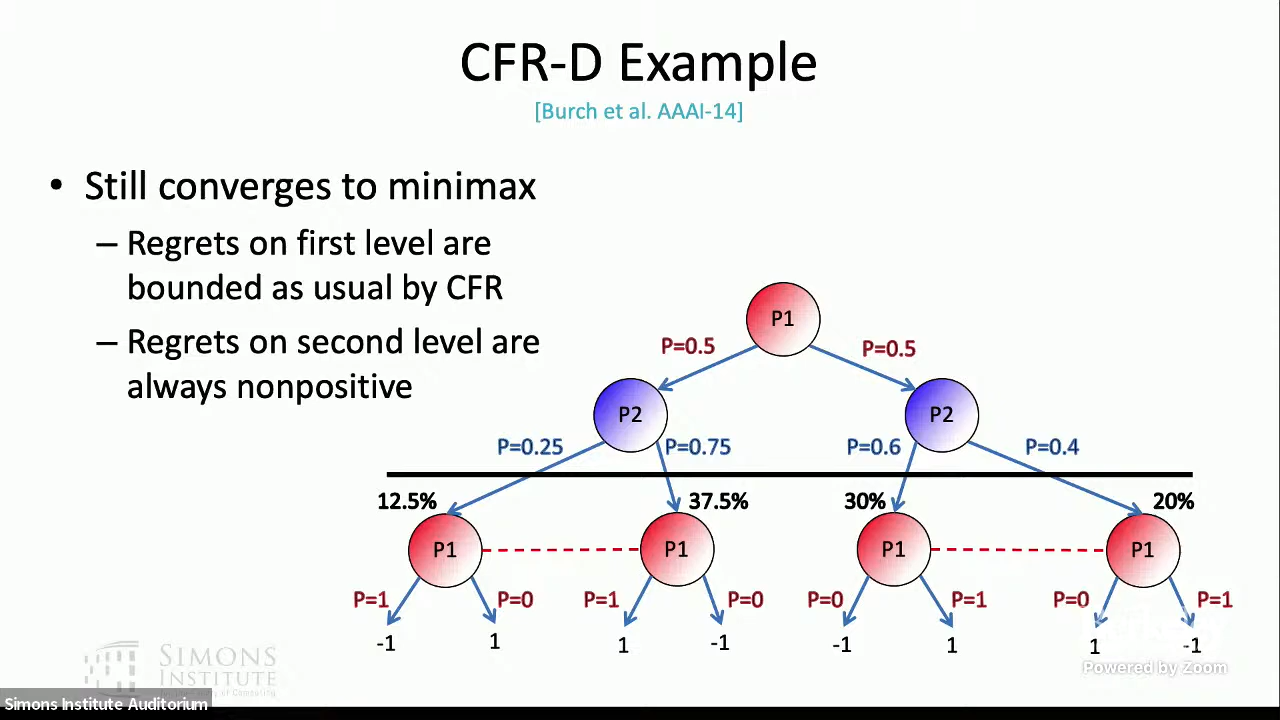 CFR-D Example
[Burch et al. AAAI-14]
• Still converges to minimax
– Regrets on first level are
bounded as usual by CFR
– Regrets on second level are
always nonpositive
P1
P=0.5 P=0.5
P2 P2
P=0.25 P=0.75 P=0.6 P=0.4
12.5% 37.5% 30% 20%
P1 P1 P1 P1
P=1 P=0 P=1 P=0 P=0 P=1 P=0 P=1
-1 1 1 -1 -1 1 1 -1
SIMONS
INSTITUTE
Powered by Zoom
Simons Institute Auditorium